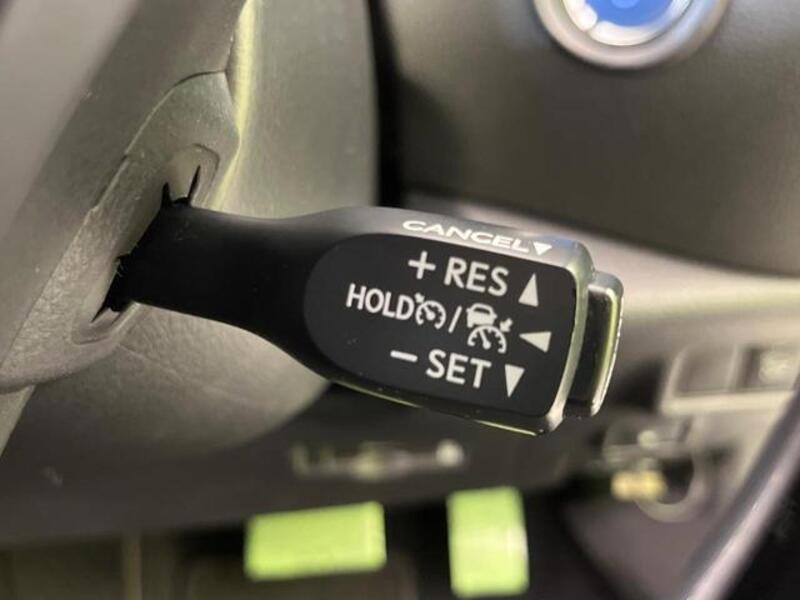 CANCEL▼
+ RES ▲
HOLD / ◀
− SET ▼